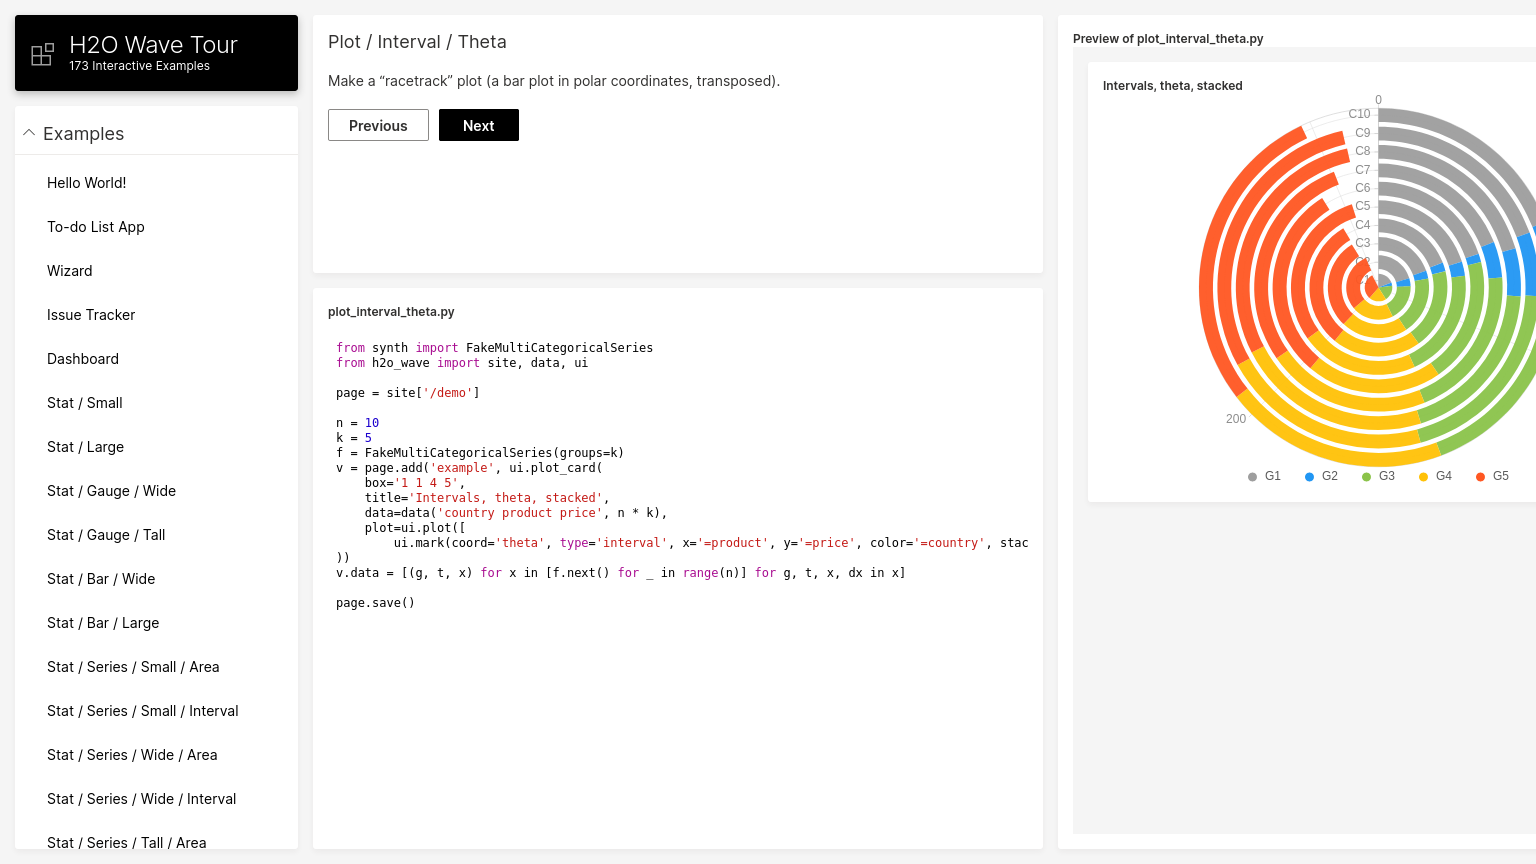 H2O Wave Tour
173 Interactive Examples
Examples
Hello World!
To-do List App
Wizard
Issue Tracker
Dashboard
Stat / Small
Stat / Large
Stat / Gauge / Wide
Stat / Gauge / Tall
Stat / Bar / Wide
Stat / Bar / Large
Stat / Series / Small / Area
Stat / Series / Small / Interval
Stat / Series / Wide / Area
Stat / Series / Wide / Interval
Stat / Series / Tall / Area
Plot / Interval / Theta
Make a “racetrack” plot (a bar plot in polar coordinates, transposed).
Previous Next
plot_interval_theta.py
from synth import FakeMultiCategoricalSeries
from h2o_wave import site, data, ui
page = site['/demo']
n = 10
k = 5
f = FakeMultiCategoricalSeries(groups=k)
v = page.add('example', ui.plot_card(
    box='1 1 4 5',
    title='Intervals, theta, stacked',
    data=data('country product price', n * k),
    plot=ui.plot([
        ui.mark(coord='theta', type='interval', x='=product', y='=price', color='=country', stac
))
v.data = [(g, t, x) for x in [f.next() for _ in range(n)] for g, t, x, dx in x]
page.save()
Preview of plot_interval_theta.py
Intervals, theta, stacked
0
C10
C9
C8
C7
C6
C5
C4
C3
200
G1 G2 G3 G4 G5